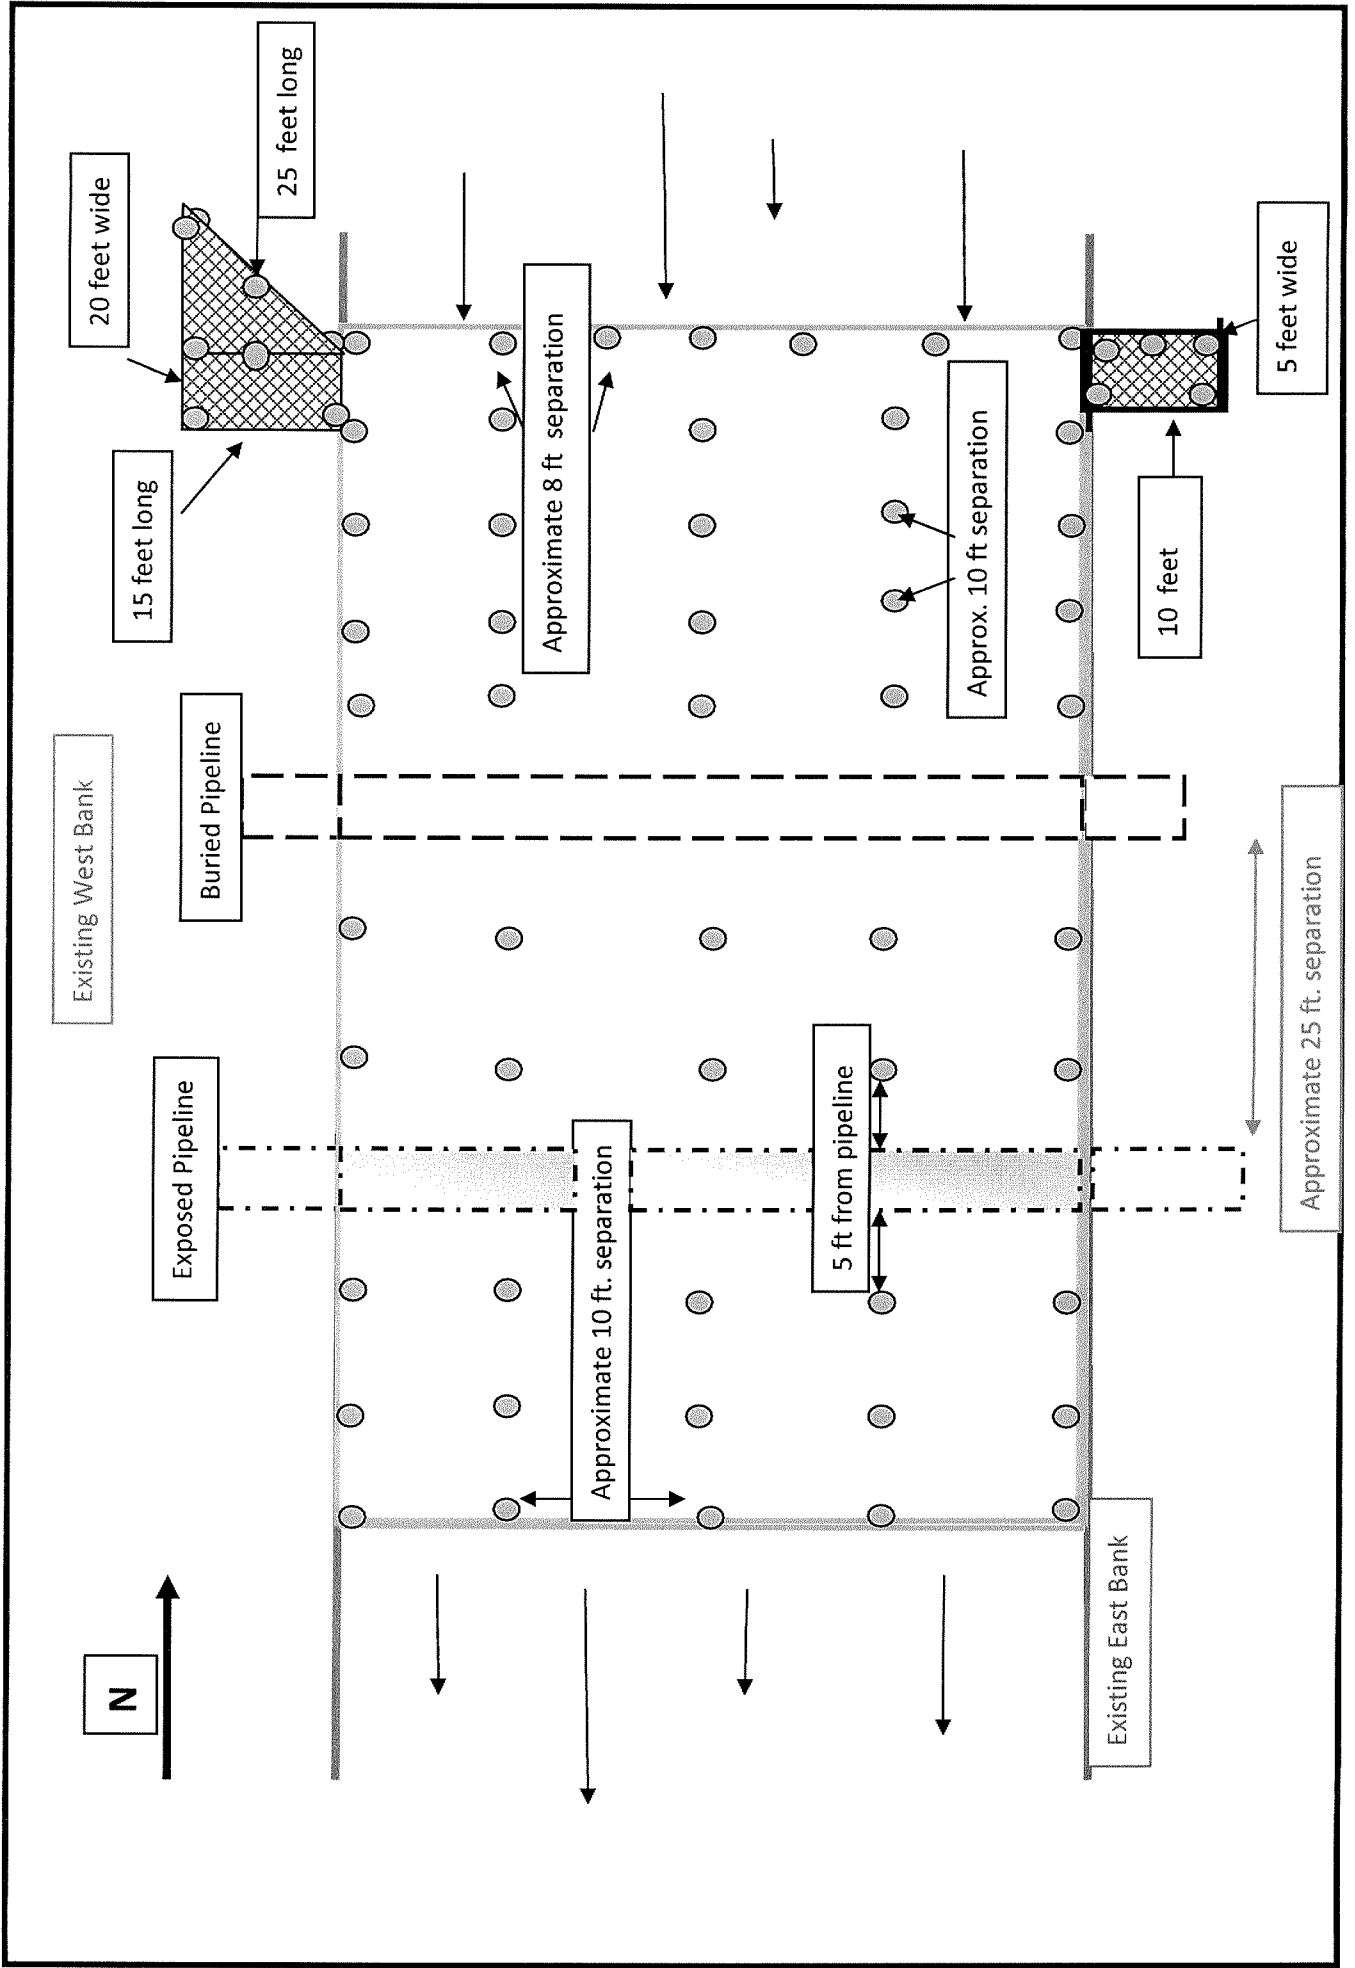 N
Existing West Bank
20 feet wide
15 feet long
25 feet long
Exposed Pipeline
Buried Pipeline
Approximate 8 ft separation
Approximate 10 ft. separation
5 ft from pipeline
Approx. 10 ft separation
Existing East Bank
10 feet
5 feet wide
Approximate 25 ft. separation